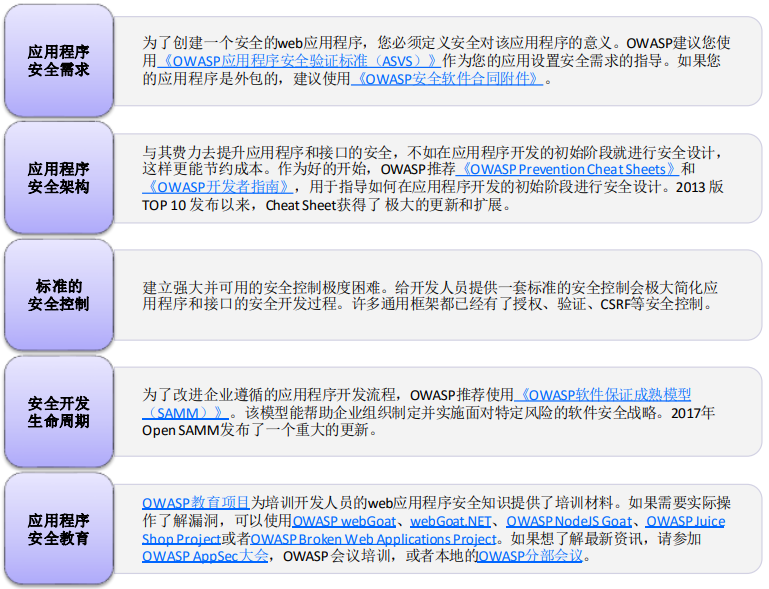 应用程序
安全需求
为了创建一个安全的web应用程序，您必须定义安全对该应用程序的意义。OWASP建议您使
用《OWASP应用程序安全验证标准（ASVS）》作为您的应用设置安全需求的指导。如果您
的应用程序是外包的，建议使用《OWASP安全软件合同附件》。
应用程序
安全架构
与其费力去提升应用程序和接口的安全，不如在应用程序开发的初始阶段就进行安全设计，
这样更能节约成本。作为好的开始，OWASP推荐《OWASP Prevention Cheat Sheets》和
《OWASP开发者指南》，用于指导如何在应用程序开发的初始阶段进行安全设计。2013 版
TOP 10 发布以来，Cheat Sheet获得了 极大的更新和扩展。
标准的
安全控制
建立强大并可用的安全控制极度困难。给开发人员提供一套标准的安全控制会极大简化应
用程序和接口的安全开发过程。许多通用框架都已经有了授权、验证、CSRF等安全控制。
安全开发
生命周期
为了改进企业遵循的应用程序开发流程，OWASP推荐使用《OWASP软件保证成熟模型
（SAMM）》。该模型能帮助企业组织制定并实施面对特定风险的软件安全战略。2017年
Open SAMM发布了一个重大的更新。
应用程序
安全教育
OWASP教育项目为培训开发人员的web应用程序安全知识提供了培训材料。如果需要实际操
作了解漏洞，可以使用OWASP webGoat、webGoat.NET、OWASP NodeJS Goat、OWASP Juice
Shop Project或者OWASP Broken Web Applications Project。如果想了解最新资讯，请参加
OWASP AppSec大会，OWASP 会议培训，或者本地的OWASP分部会议。